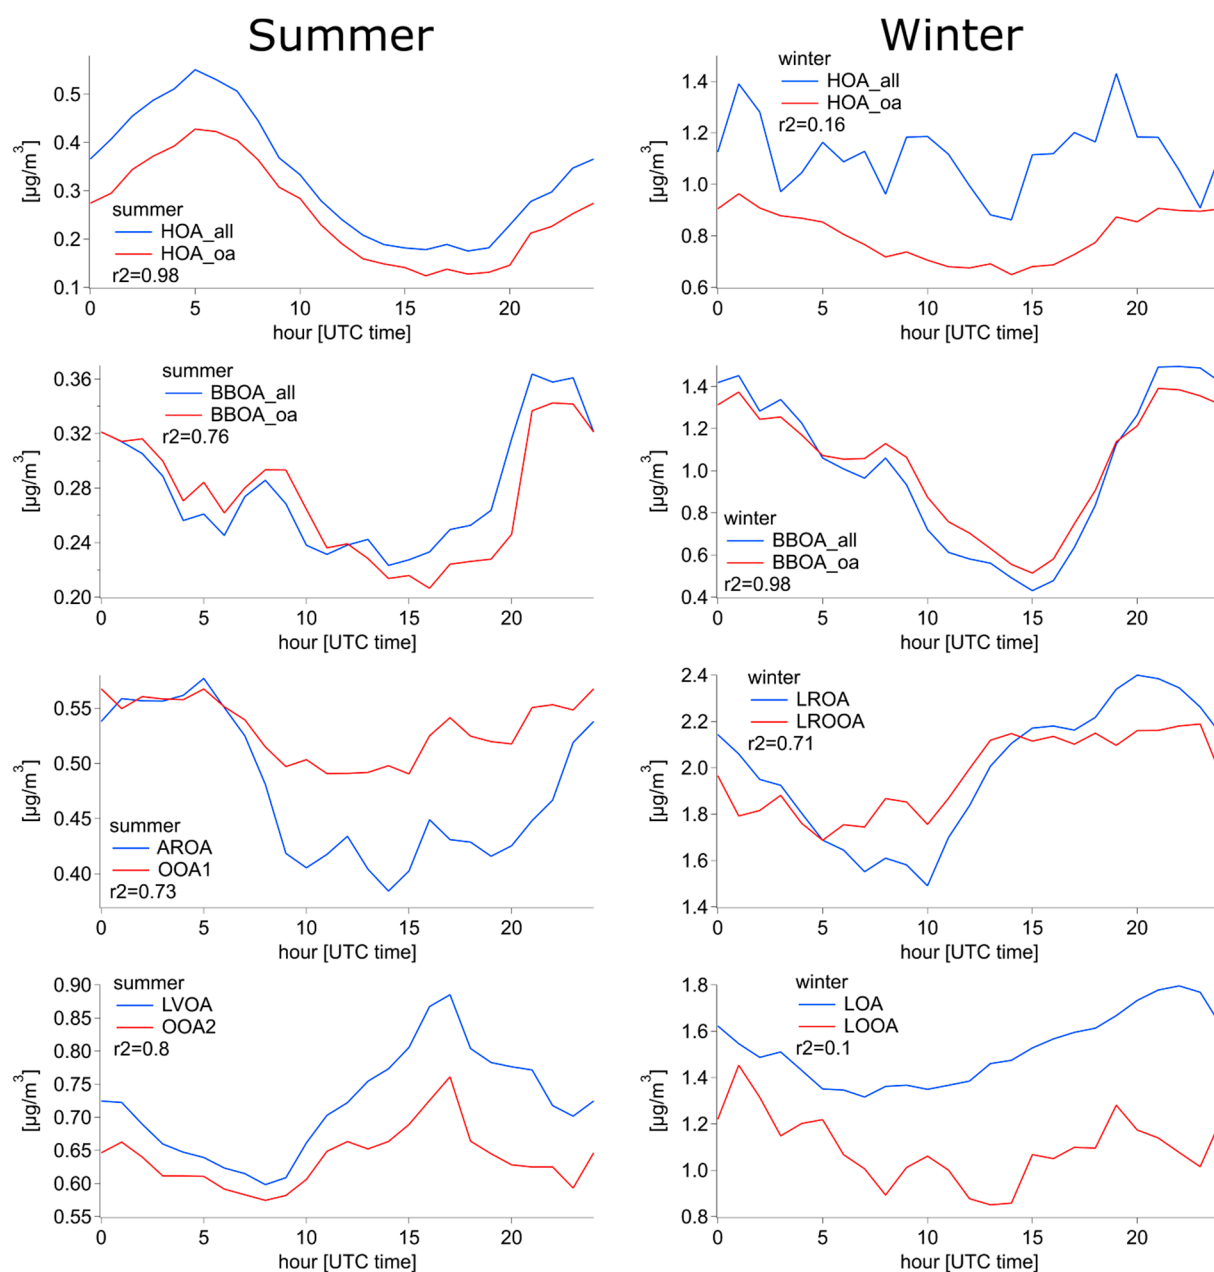 Summer
Winter
0.5
0.4
0.3
0.2
0.1
[µg/m³]
summer
HOA_all
HOA_oa
r2=0.98
0 5 10 15 20
hour [UTC time]
1.4
1.2
1.0
0.8
0.6
[µg/m³]
winter
HOA_all
HOA_oa
r2=0.16
0 5 10 15 20
hour [UTC time]
0.36
0.32
0.28
0.24
0.20
[µg/m³]
summer
BBOA_all
BBOA_oa
r2=0.76
0 5 10 15 20
hour [UTC time]
1.4
1.2
1.0
0.8
0.6
0.4
[µg/m³]
winter
BBOA_all
BBOA_oa
r2=0.98
0 5 10 15 20
hour [UTC time]
0.55
0.50
0.45
0.40
[µg/m³]
summer
AROA
OOA1
r2=0.73
0 5 10 15 20
hour [UTC time]
2.4
2.2
2.0
1.8
1.6
1.4
[µg/m³]
winter
LROA
LROOA
r2=0.71
0 5 10 15 20
hour [UTC time]
0.90
0.85
0.80
0.75
0.70
0.65
0.60
0.55
[µg/m³]
summer
LVOA
OOA2
r2=0.8
0 5 10 15 20
hour [UTC time]
1.8
1.6
1.4
1.2
1.0
0.8
[µg/m³]
winter
LOA
LOOA
r2=0.1
0 5 10 15 20
hour [UTC time]